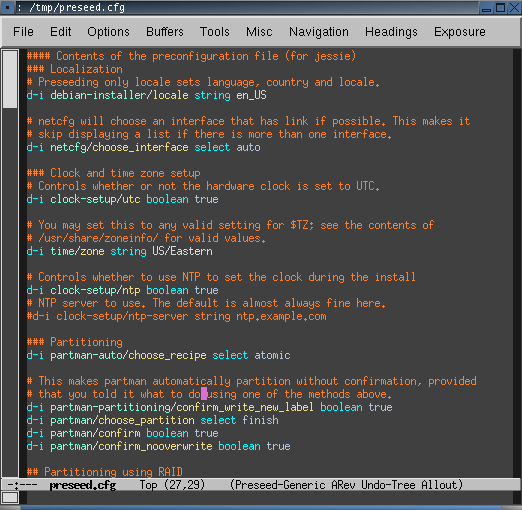 : /tmp/preseed.cfg
File Edit Options Buffers Tools Misc Navigation Headings Exposure
#### Contents of the preconfiguration file (for jessie)
### Localization
# Preseeding only locale sets language, country and locale.
d-i debian-installer/locale string en_US
# netcfg will choose an interface that has link if possible. This makes it
# skip displaying a list if there is more than one interface.
d-i netcfg/choose_interface select auto
### Clock and time zone setup
# Controls whether or not the hardware clock is set to UTC.
d-i clock-setup/utc boolean true
# You may set this to any valid setting for $TZ; see the contents of
# /usr/share/zoneinfo/ for valid values.
d-i time/zone string US/Eastern
# Controls whether to use NTP to set the clock during the install
d-i clock-setup/ntp boolean true
# NTP server to use. The default is almost always fine here.
#d-i clock-setup/ntp-server string ntp.example.com
### Partitioning
d-i partman-auto/choose_recipe select atomic
# This makes partman automatically partition without confirmation, provided
# that you told it what to do using one of the methods above.
d-i partman-partitioning/confirm_write_new_label boolean true
d-i partman/choose_partition select finish
d-i partman/confirm boolean true
d-i partman/confirm_nooverwrite boolean true
## Partitioning using RAID
-:--- preseed.cfg Top (27,29) (Preseed-Generic ARev Undo-Tree Allout)